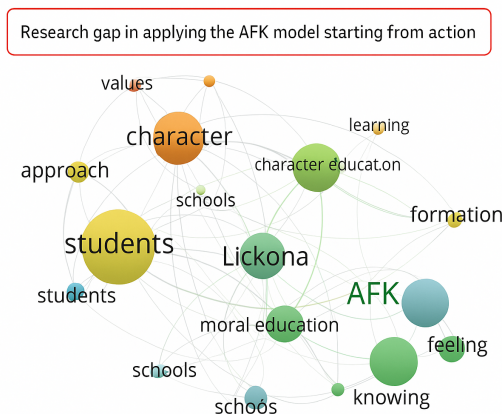 Research gap in applying the AFK model starting from action
values
character
learning
character educat.on
approach
schools
formation
students
Lickona
students
AFK
moral education
feeling
schools
knowing
schoós